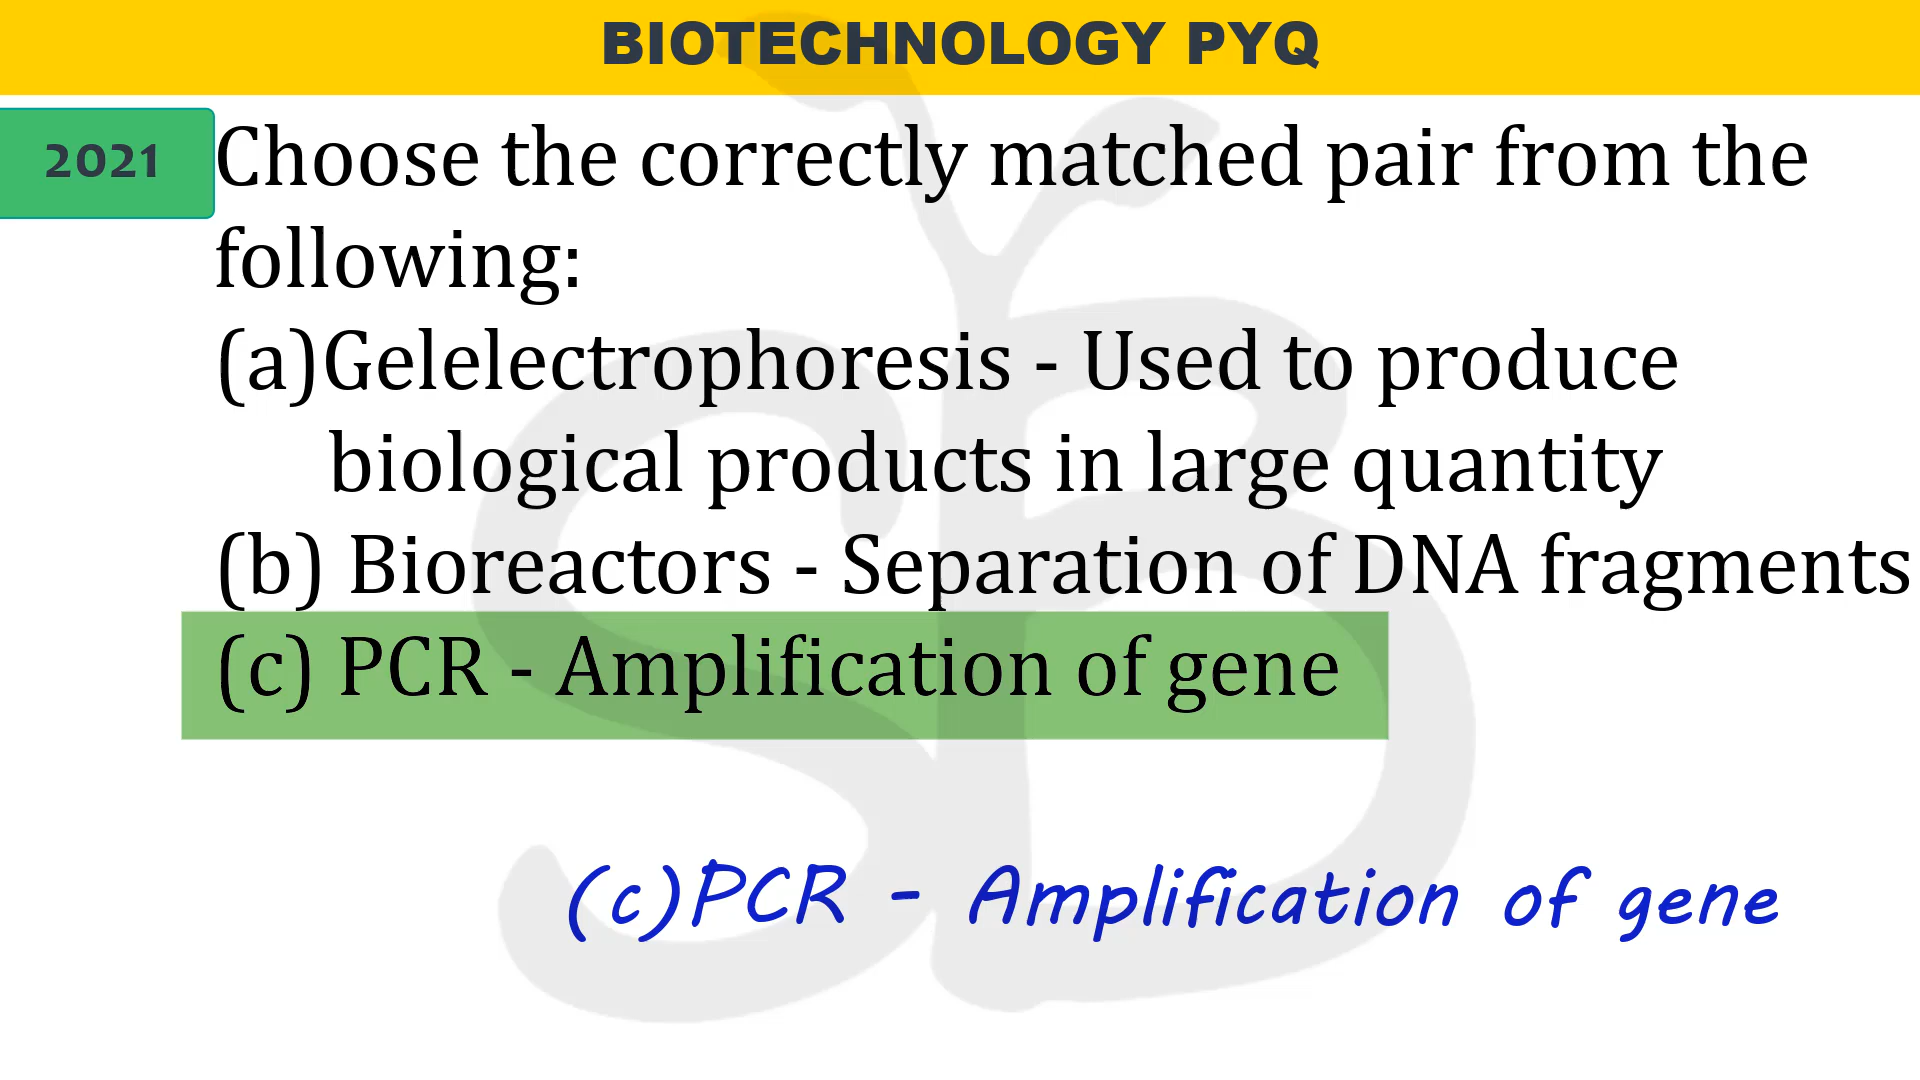 BIOTECHNOLOGY PYQ
2021
Choose the correctly matched pair from the
following:
(a)Gelelectrophoresis - Used to produce
biological products in large quantity
(b) Bioreactors - Separation of DNA fragments
(c) PCR - Amplification of gene
(c)PCR - Amplification of gene